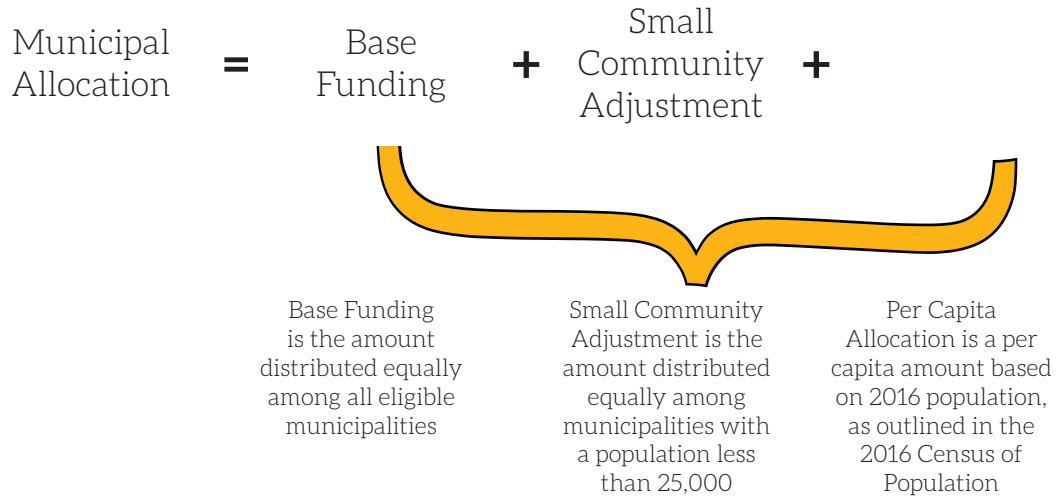 Municipal
Allocation
=
Base
Funding
+
Small
Community
Adjustment
+
Base Funding
is the amount
distributed equally
among all eligible
municipalities
Small Community
Adjustment is the
amount distributed
equally among
municipalities with
a population less
than 25,000
Per Capita
Allocation is a per
capita amount based
on 2016 population,
as outlined in the
2016 Census of
Population